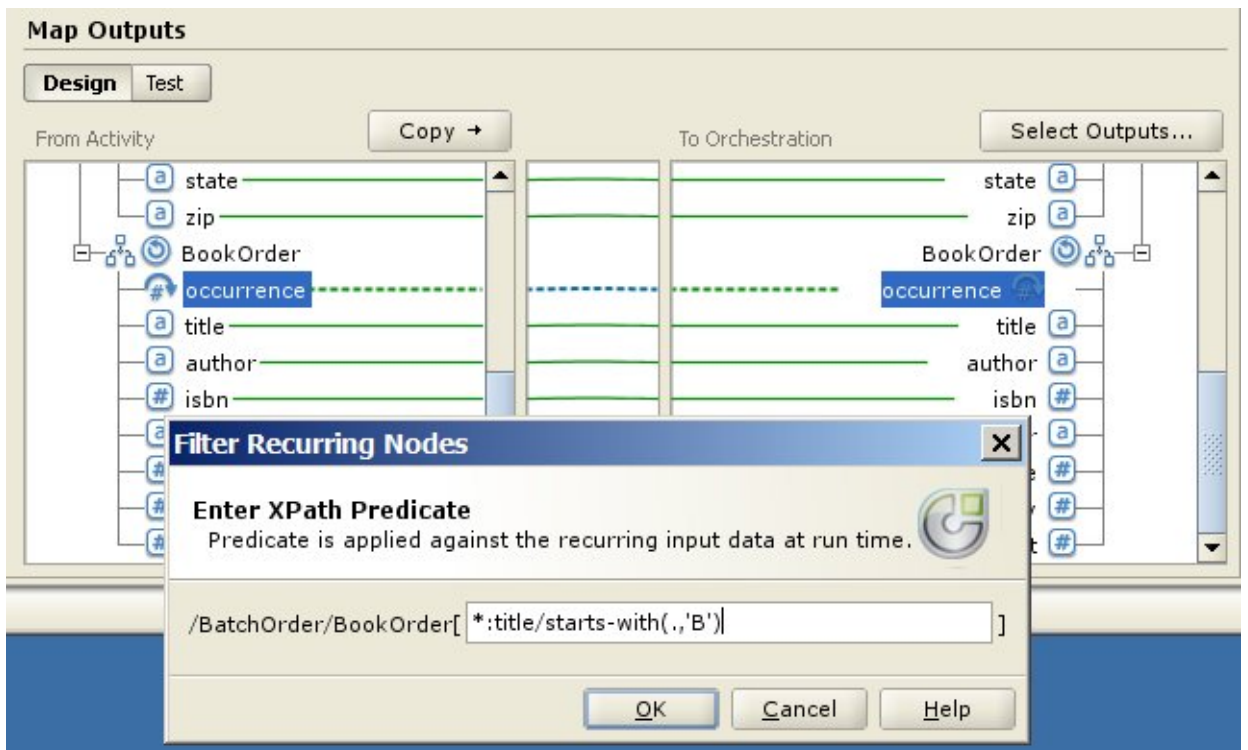 Map Outputs
Design Test
From Activity Copy → To Orchestration Select Outputs...
state state
zip zip
BookOrder BookOrder
occurrence occurrence
title title
author author
isbn isbn
Filter Recurring Nodes
Enter XPath Predicate
Predicate is applied against the recurring input data at run time.
/BatchOrder/BookOrder[ *:title/starts-with(.,'B') ]
OK Cancel Help